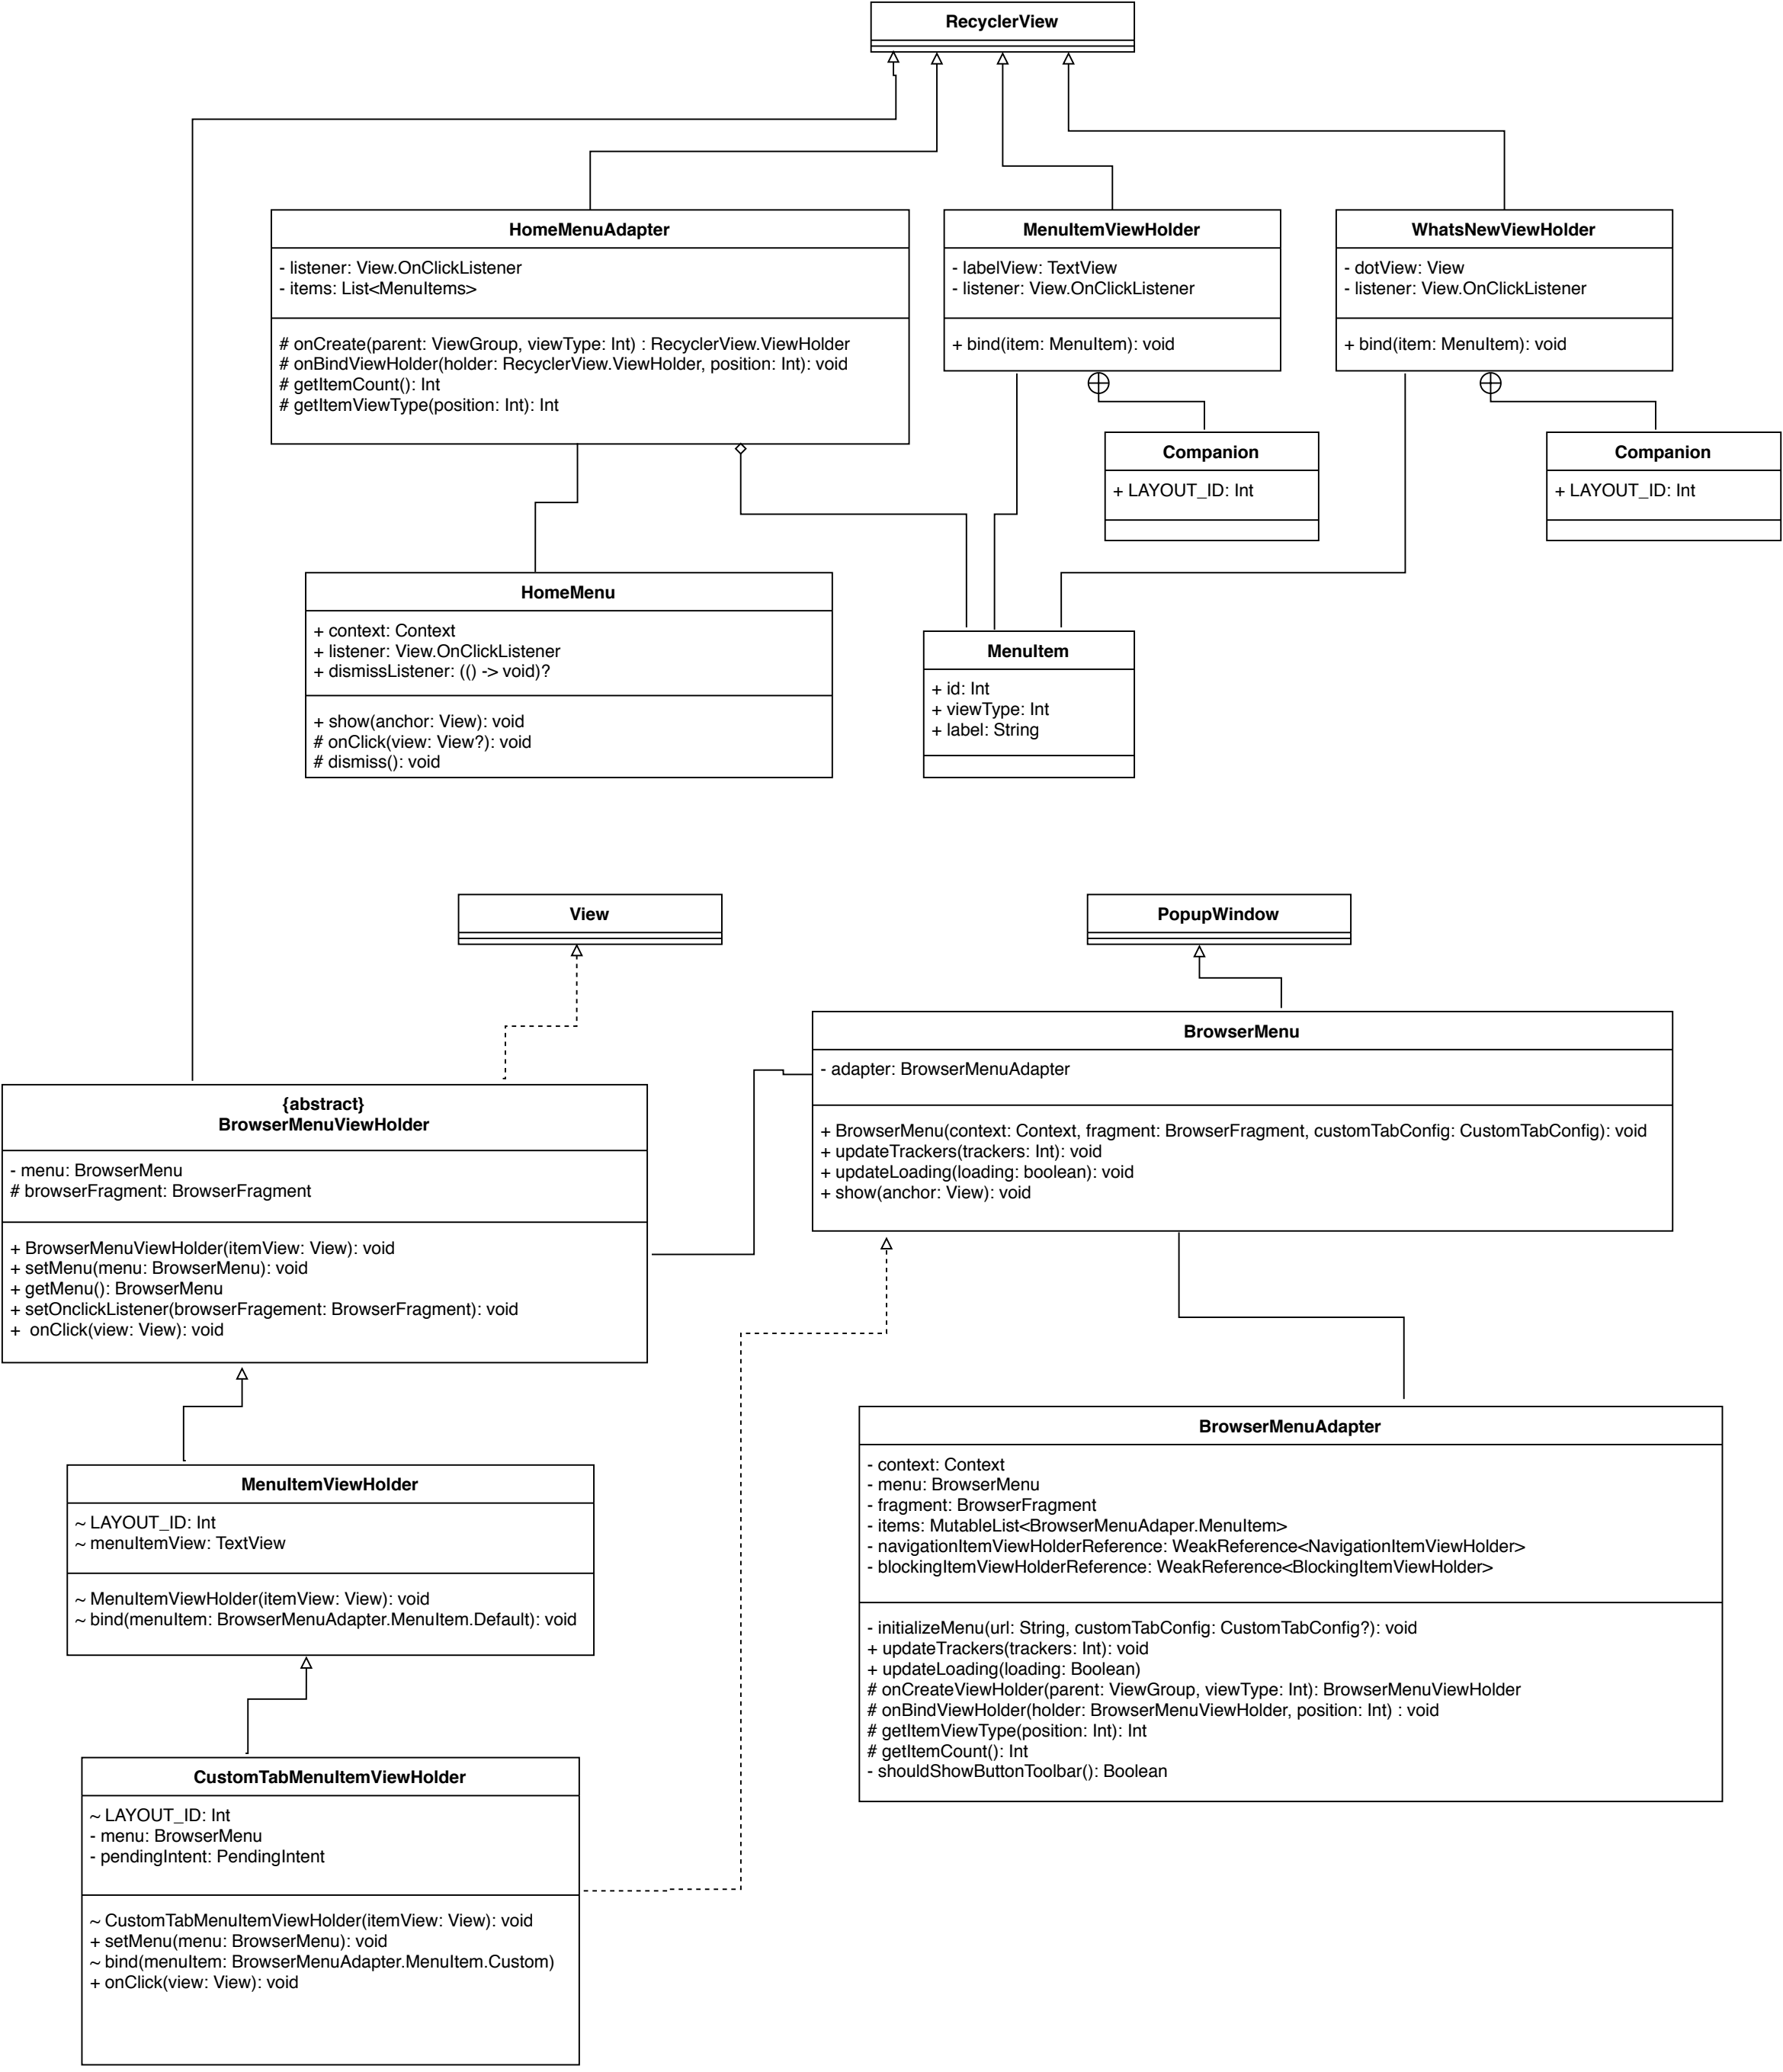 RecyclerView
HomeMenuAdapter
- listener: View.OnClickListener
- items: List<MenuItems>
# onCreate(parent: ViewGroup, viewType: Int) : RecyclerView.ViewHolder
# onBindViewHolder(holder: RecyclerView.ViewHolder, position: Int): void
# getItemCount(): Int
# getItemViewType(position: Int): Int
MenuItemViewHolder
- labelView: TextView
- listener: View.OnClickListener
+ bind(item: MenuItem): void
WhatsNewViewHolder
- dotView: View
- listener: View.OnClickListener
+ bind(item: MenuItem): void
Companion
+ LAYOUT_ID: Int
Companion
+ LAYOUT_ID: Int
HomeMenu
+ context: Context
+ listener: View.OnClickListener
+ dismissListener: (() -> void)?
+ show(anchor: View): void
# onClick(view: View?): void
# dismiss(): void
MenuItem
+ id: Int
+ viewType: Int
+ label: String
View
PopupWindow
BrowserMenu
- adapter: BrowserMenuAdapter
+ BrowserMenu(context: Context, fragment: BrowserFragment, customTabConfig: CustomTabConfig): void
+ updateTrackers(trackers: Int): void
+ updateLoading(loading: boolean): void
+ show(anchor: View): void
{abstract}
BrowserMenuViewHolder
- menu: BrowserMenu
# browserFragment: BrowserFragment
+ BrowserMenuViewHolder(itemView: View): void
+ setMenu(menu: BrowserMenu): void
+ getMenu(): BrowserMenu
+ setOnclickListener(browserFragement: BrowserFragment): void
+  onClick(view: View): void
BrowserMenuAdapter
- context: Context
- menu: BrowserMenu
- fragment: BrowserFragment
- items: MutableList<BrowserMenuAdaper.MenuItem>
- navigationItemViewHolderReference: WeakReference<NavigationItemViewHolder>
- blockingItemViewHolderReference: WeakReference<BlockingItemViewHolder>
- initializeMenu(url: String, customTabConfig: CustomTabConfig?): void
+ updateTrackers(trackers: Int): void
+ updateLoading(loading: Boolean)
# onCreateViewHolder(parent: ViewGroup, viewType: Int): BrowserMenuViewHolder
# onBindViewHolder(holder: BrowserMenuViewHolder, position: Int) : void
# getItemViewType(position: Int): Int
# getItemCount(): Int
- shouldShowButtonToolbar(): Boolean
MenuItemViewHolder
~ LAYOUT_ID: Int
~ menuItemView: TextView
~ MenuItemViewHolder(itemView: View): void
~ bind(menuItem: BrowserMenuAdapter.MenuItem.Default): void
CustomTabMenuItemViewHolder
~ LAYOUT_ID: Int
- menu: BrowserMenu
- pendingIntent: PendingIntent
~ CustomTabMenuItemViewHolder(itemView: View): void
+ setMenu(menu: BrowserMenu): void
~ bind(menuItem: BrowserMenuAdapter.MenuItem.Custom)
+ onClick(view: View): void